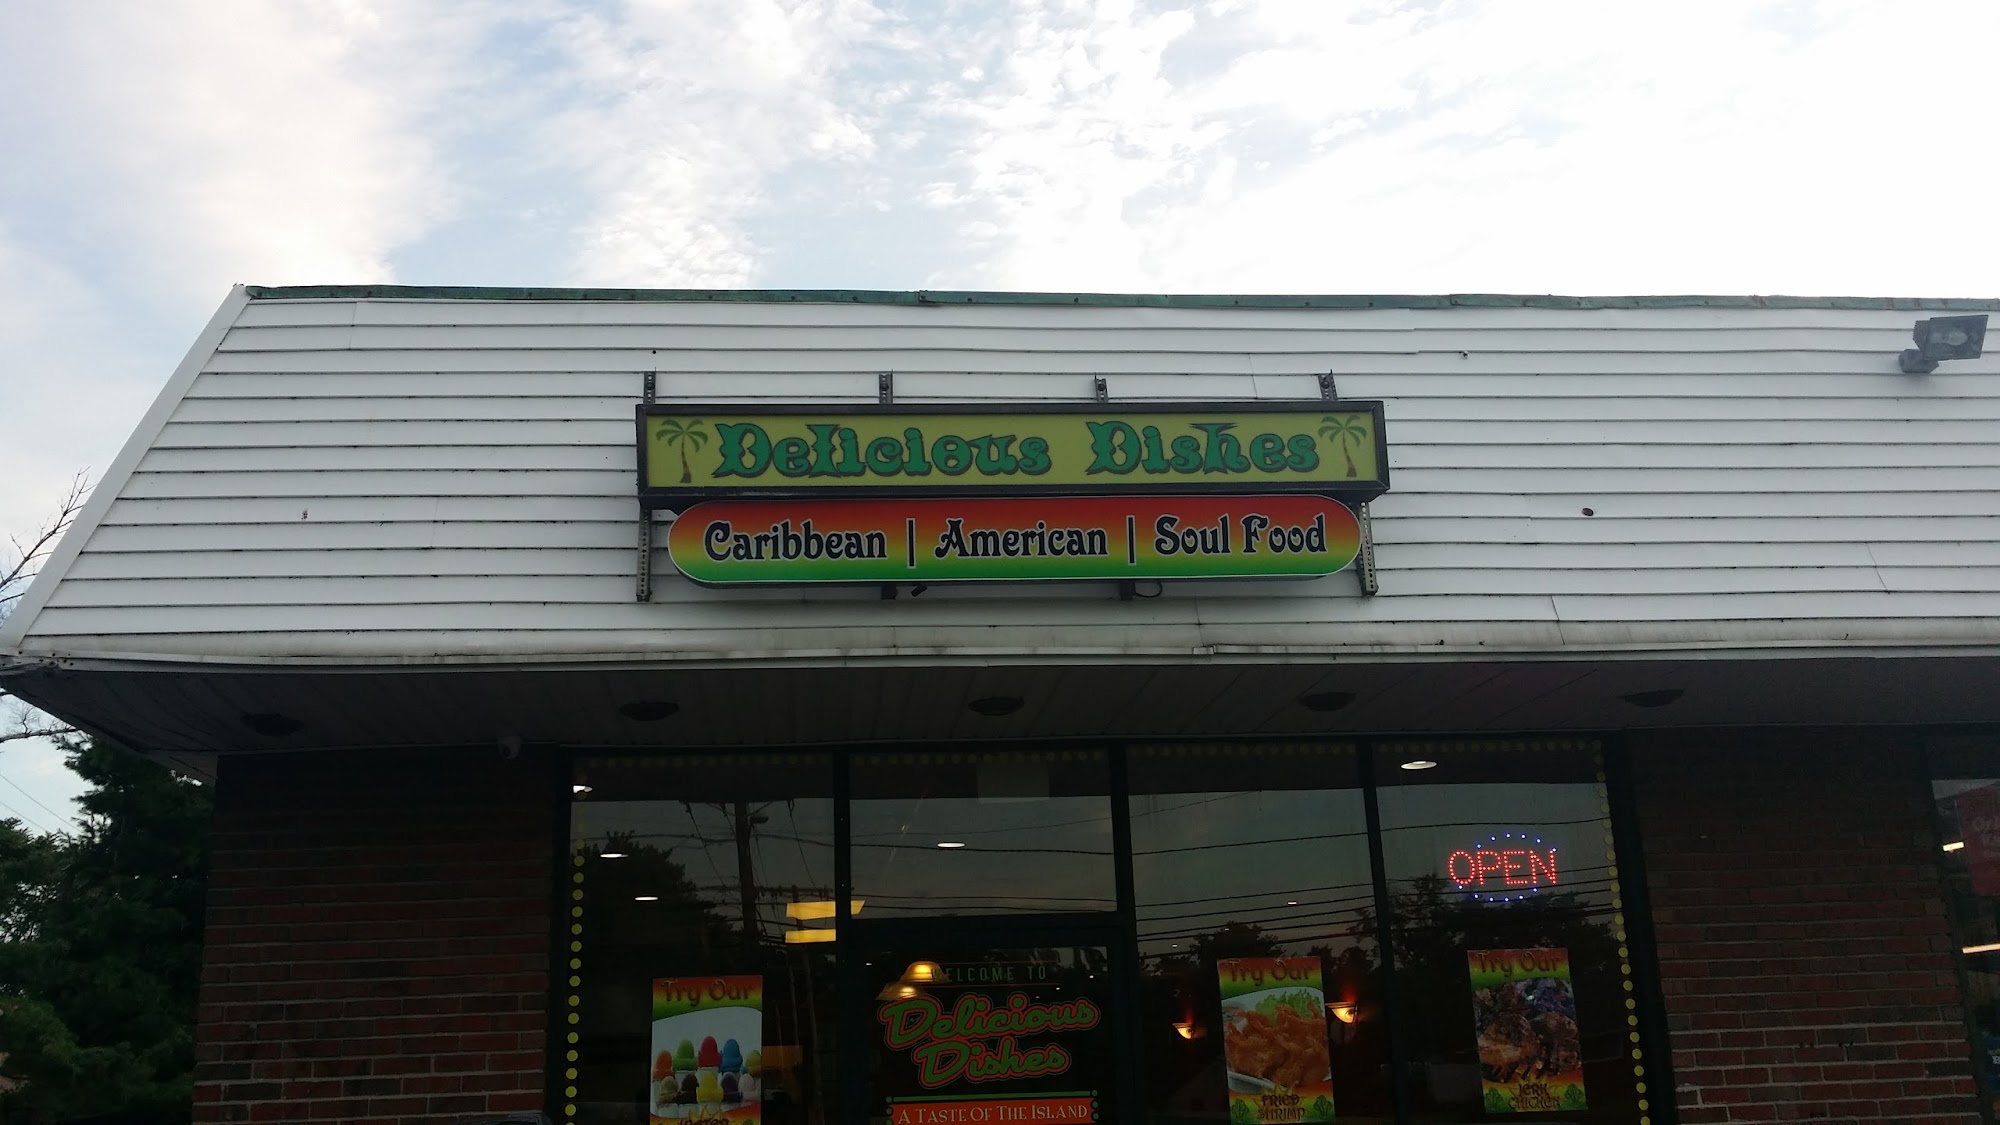 Delicious Dishes
Caribbean | American | Soul Food
OPEN
WELCOME TO
Delicious
Dishes
A TASTE OF THE ISLAND
Try Our
Try Our
FRIED
SHRIMP
Try Our
JERK
CHICKEN